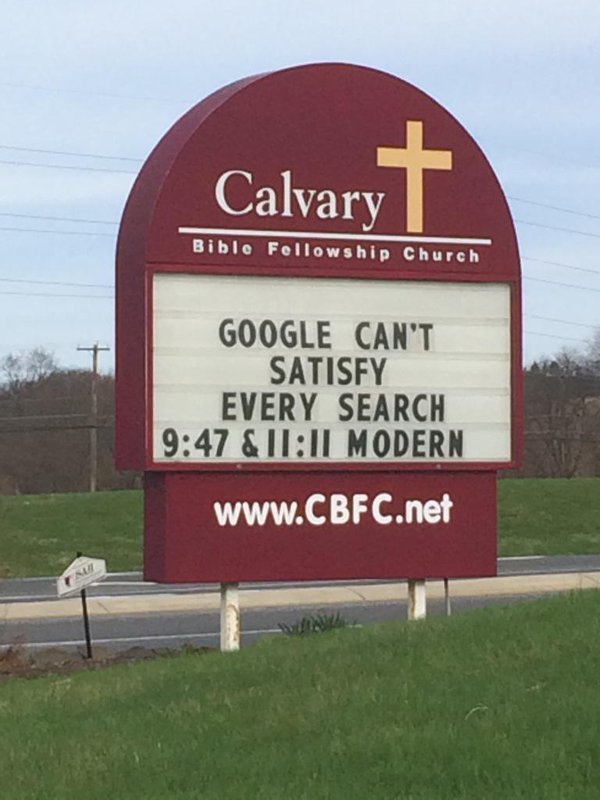 Calvary
Bible Fellowship Church
GOOGLE CAN'T
SATISFY
EVERY SEARCH
9:47 & 11:11 MODERN
www.CBFC.net